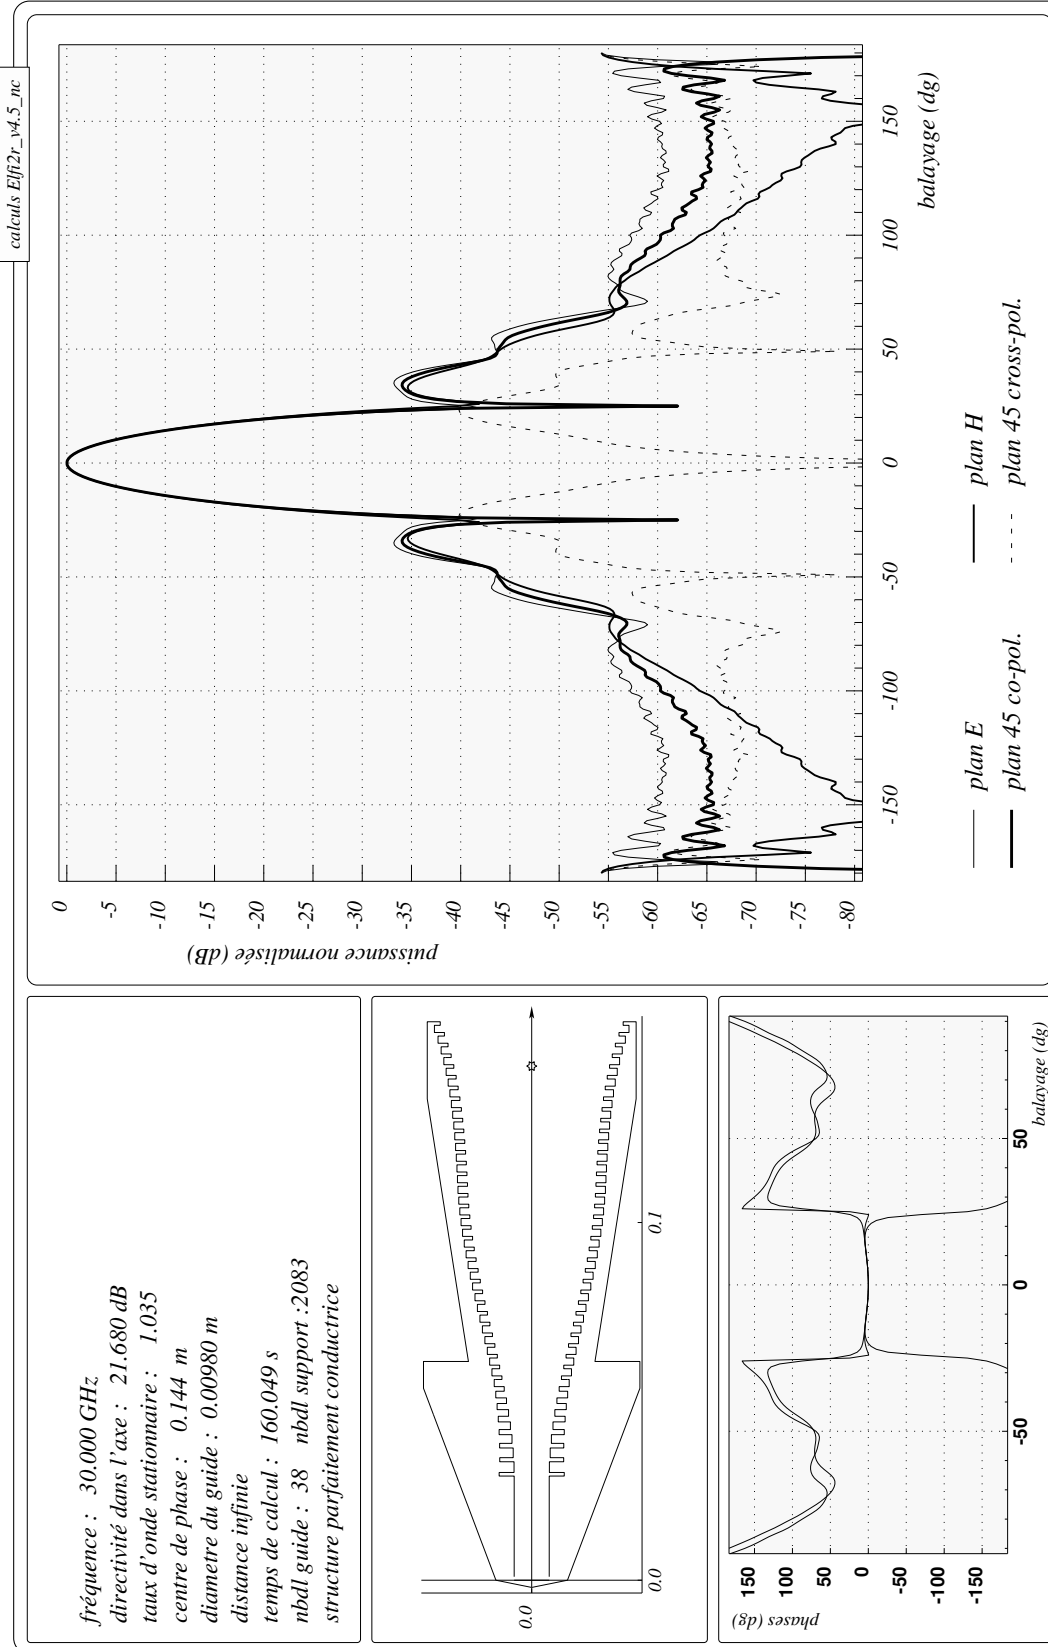 calculs Elfi2r_v4.5_nc
fréquence : 30.000 GHz
directivité dans l'axe : 21.680 dB
taux d'onde stationnaire : 1.035
centre de phase : 0.144 m
diametre du guide : 0.00980 m
distance infinie
temps de calcul : 160.049 s
nbdl guide : 38 nbdl support :2083
structure parfaitement conductrice
0.0
0.0
0.1
150
100
50
0
-50
-100
-150
phases (dg)
-50
0
50
balayage (dg)
0
-5
-10
-15
-20
-25
-30
-35
-40
-45
-50
-55
-60
-65
-70
-75
-80
puissance normalisée (dB)
-150
-100
-50
0
50
100
150
balayage (dg)
plan E
plan H
plan 45 co-pol.
plan 45 cross-pol.